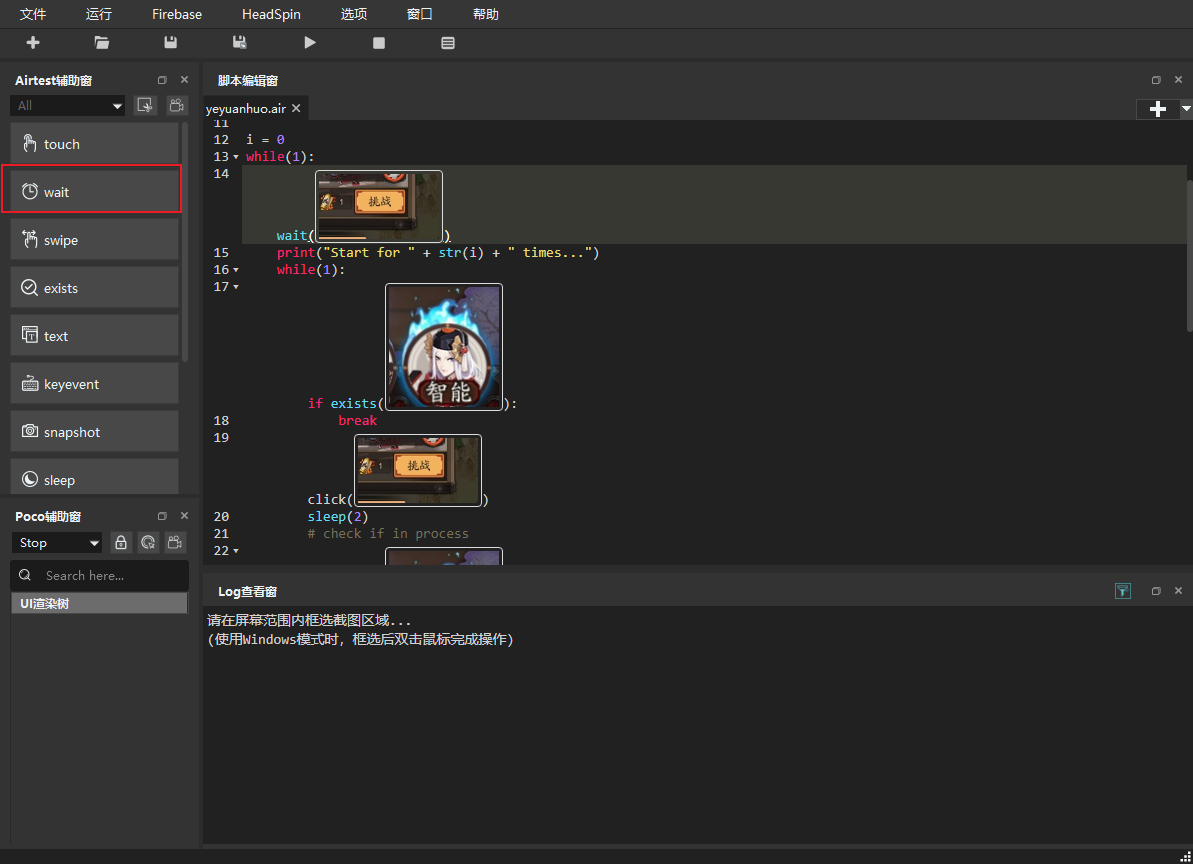 文件 运行 Firebase HeadSpin 选项 窗口 帮助
Airtest辅助窗
All
touch
wait
swipe
exists
text
keyevent
snapshot
sleep
Poco辅助窗
Stop
Search here...
UI渲染树
脚本编辑窗
yeyuanhuo.air
11
12 i = 0
13 while(1):
14
1 挑战
wait( )
15 print("Start for " + str(i) + " times...")
16 while(1):
17
智能
if exists( ):
18 break
19
1 挑战
click( )
20 sleep(2)
21 # check if in process
22
Log查看窗
请在屏幕范围内框选截图区域...
(使用Windows模式时，框选后双击鼠标完成操作)